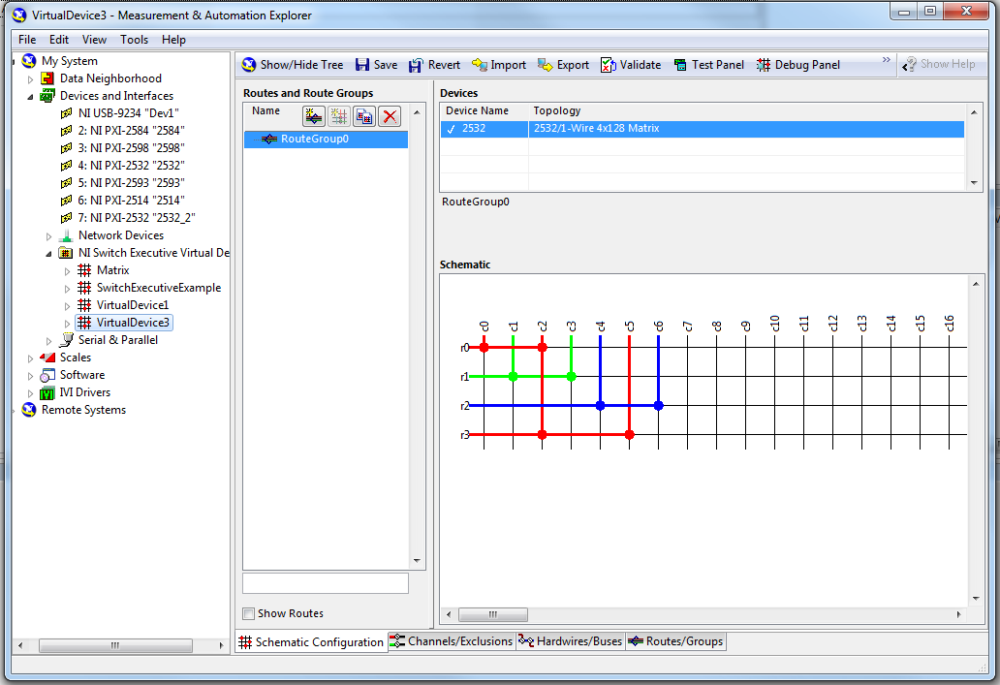 VirtualDevice3 - Measurement & Automation Explorer
File Edit View Tools Help
My System
Data Neighborhood
Devices and Interfaces
NI USB-9234 "Dev1"
2: NI PXI-2584 "2584"
3: NI PXI-2598 "2598"
4: NI PXI-2532 "2532"
5: NI PXI-2593 "2593"
6: NI PXI-2514 "2514"
7: NI PXI-2532 "2532_2"
Network Devices
NI Switch Executive Virtual De
Matrix
SwitchExecutiveExample
VirtualDevice1
VirtualDevice3
Serial & Parallel
Scales
Software
IVI Drivers
Remote Systems
Show/Hide Tree Save Revert Import Export Validate Test Panel Debug Panel » Show Help
Routes and Route Groups
Name
RouteGroup0
Show Routes
Devices
Device Name Topology
2532 2532/1-Wire 4x128 Matrix
RouteGroup0
Schematic
c0 c1 c2 c3 c4 c5 c6 c7 c8 c9 c10 c11 c12 c13 c14 c15 c16
r0
r1
r2
r3
Schematic Configuration Channels/Exclusions Hardwires/Buses Routes/Groups